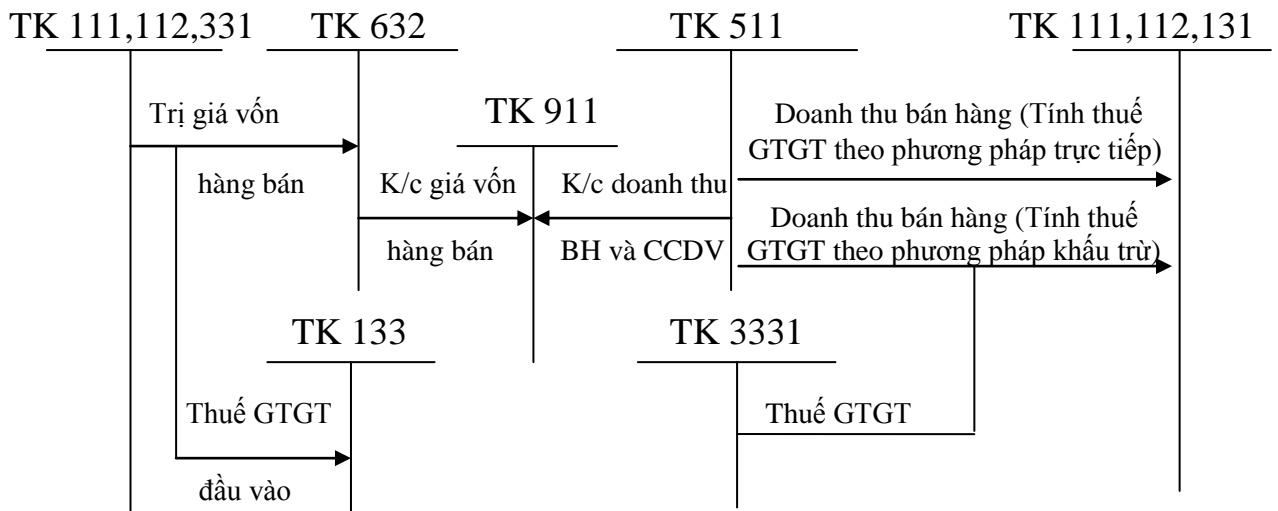 TK 111,112,331
TK 632
TK 511
TK 111,112,131
Trị giá vốn
hàng bán
TK 911
K/c giá vốn
hàng bán
K/c doanh thu
BH và CCDV
Doanh thu bán hàng (Tính thuế
GTGT theo phương pháp trực tiếp)
Doanh thu bán hàng (Tính thuế
GTGT theo phương pháp khấu trừ)
TK 133
TK 3331
Thuế GTGT
đầu vào
Thuế GTGT